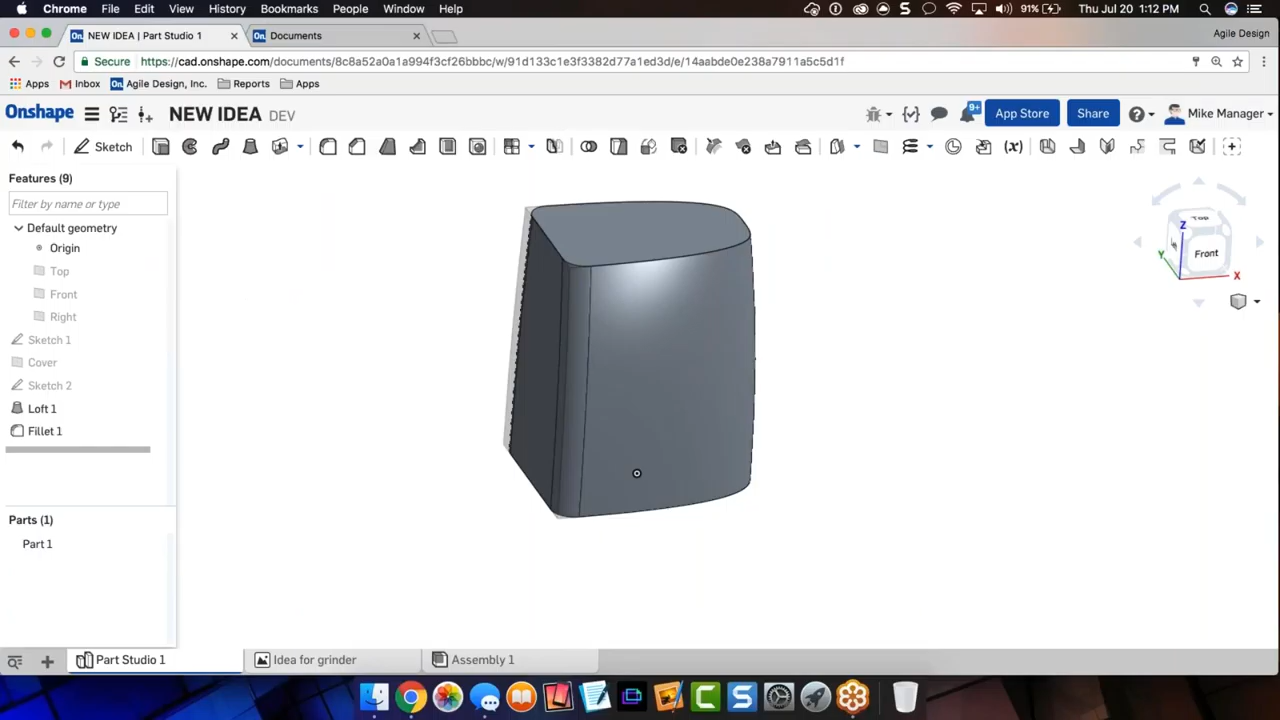 Chrome File Edit View History Bookmarks People Window Help 91% Thu Jul 20 1:12 PM
NEW IDEA | Part Studio 1 Documents Agile Design
Secure https://cad.onshape.com/documents/8c8a52a0a1a994f3cf26bbbc/w/91d133c1e3f3382d77a1ed3d/e/14aabde0e238a7911a5c5d1f
Apps Inbox Agile Design, Inc. Reports Apps
Onshape NEW IDEA DEV 9+ App Store Share Mike Manager
Sketch
Features (9)
Filter by name or type
Default geometry
Origin
Top
Front
Right
Sketch 1
Cover
Sketch 2
Loft 1
Fillet 1
Top
Front
Z
Y
X
Parts (1)
Part 1
Part Studio 1 Idea for grinder Assembly 1